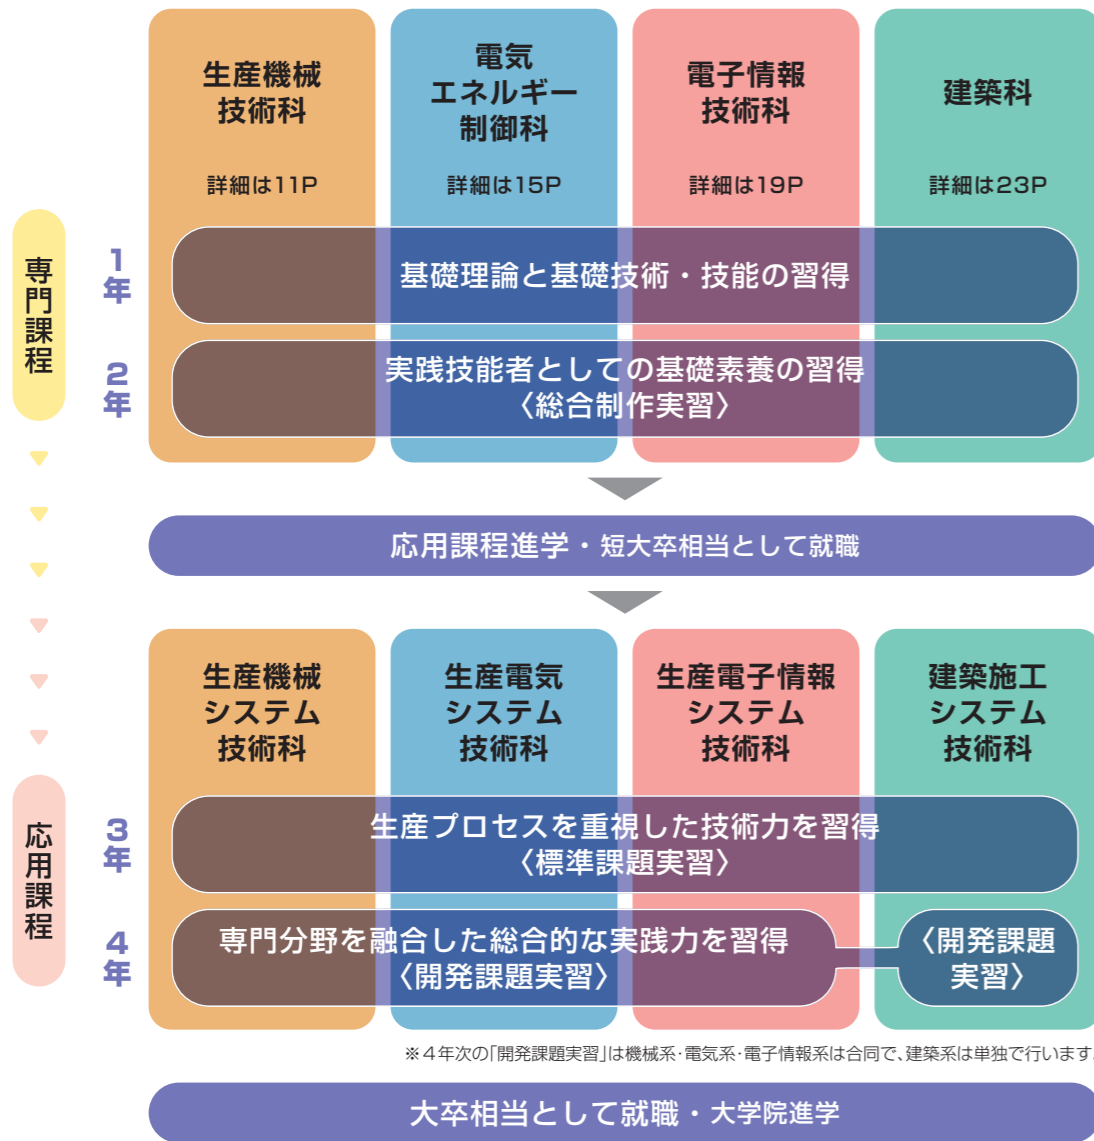 生産機械
技術科
詳細は11P
電気
エネルギー
制御科
詳細は15P
電子情報
技術科
詳細は19P
建築科
詳細は23P
専門課程
1年
基礎理論と基礎技術・技能の習得
2年
実践技能者としての基礎素養の習得
〈総合制作実習〉
応用課程進学・短大卒相当として就職
生産機械
システム
技術科
生産電気
システム
技術科
生産電子情報
システム
技術科
建築施工
システム
技術科
応用課程
3年
生産プロセスを重視した技術力を習得
〈標準課題実習〉
4年
専門分野を融合した総合的な実践力を習得
〈開発課題実習〉
〈開発課題
実習〉
※4年次の「開発課題実習」は機械系・電気系・電子情報系は合同で、建築系は単独で行います。
大卒相当として就職・大学院進学